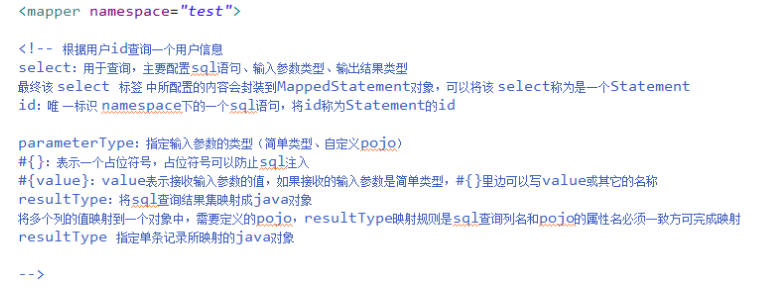 <mapper namespace="test">
<!-- 根据用户id查询一个用户信息
select：用于查询，主要配置sql语句、输入参数类型、输出结果类型
最终该 select 标签 中所配置的内容会封装到MappedStatement对象，可以将该 select称为是一个Statement
id：唯 一标识 namespace下的一个sql语句，将id称为Statement的id
parameterType：指定输入参数的类型（简单类型、自定义pojo）
#{}：表示一个占位符号，占位符号可以防止sql注入
#{value}：value表示接收输入参数的值，如果接收的输入参数是简单类型，#{}里边可以写value或其它的名称
resultType：将sql查询结果集映射成java对象
将多个列的值映射到一个对象中，需要定义的pojo，resultType映射规则是sql查询列名和pojo的属性名必须一致方可完成映射
resultType 指定单条记录所映射的java对象
-->